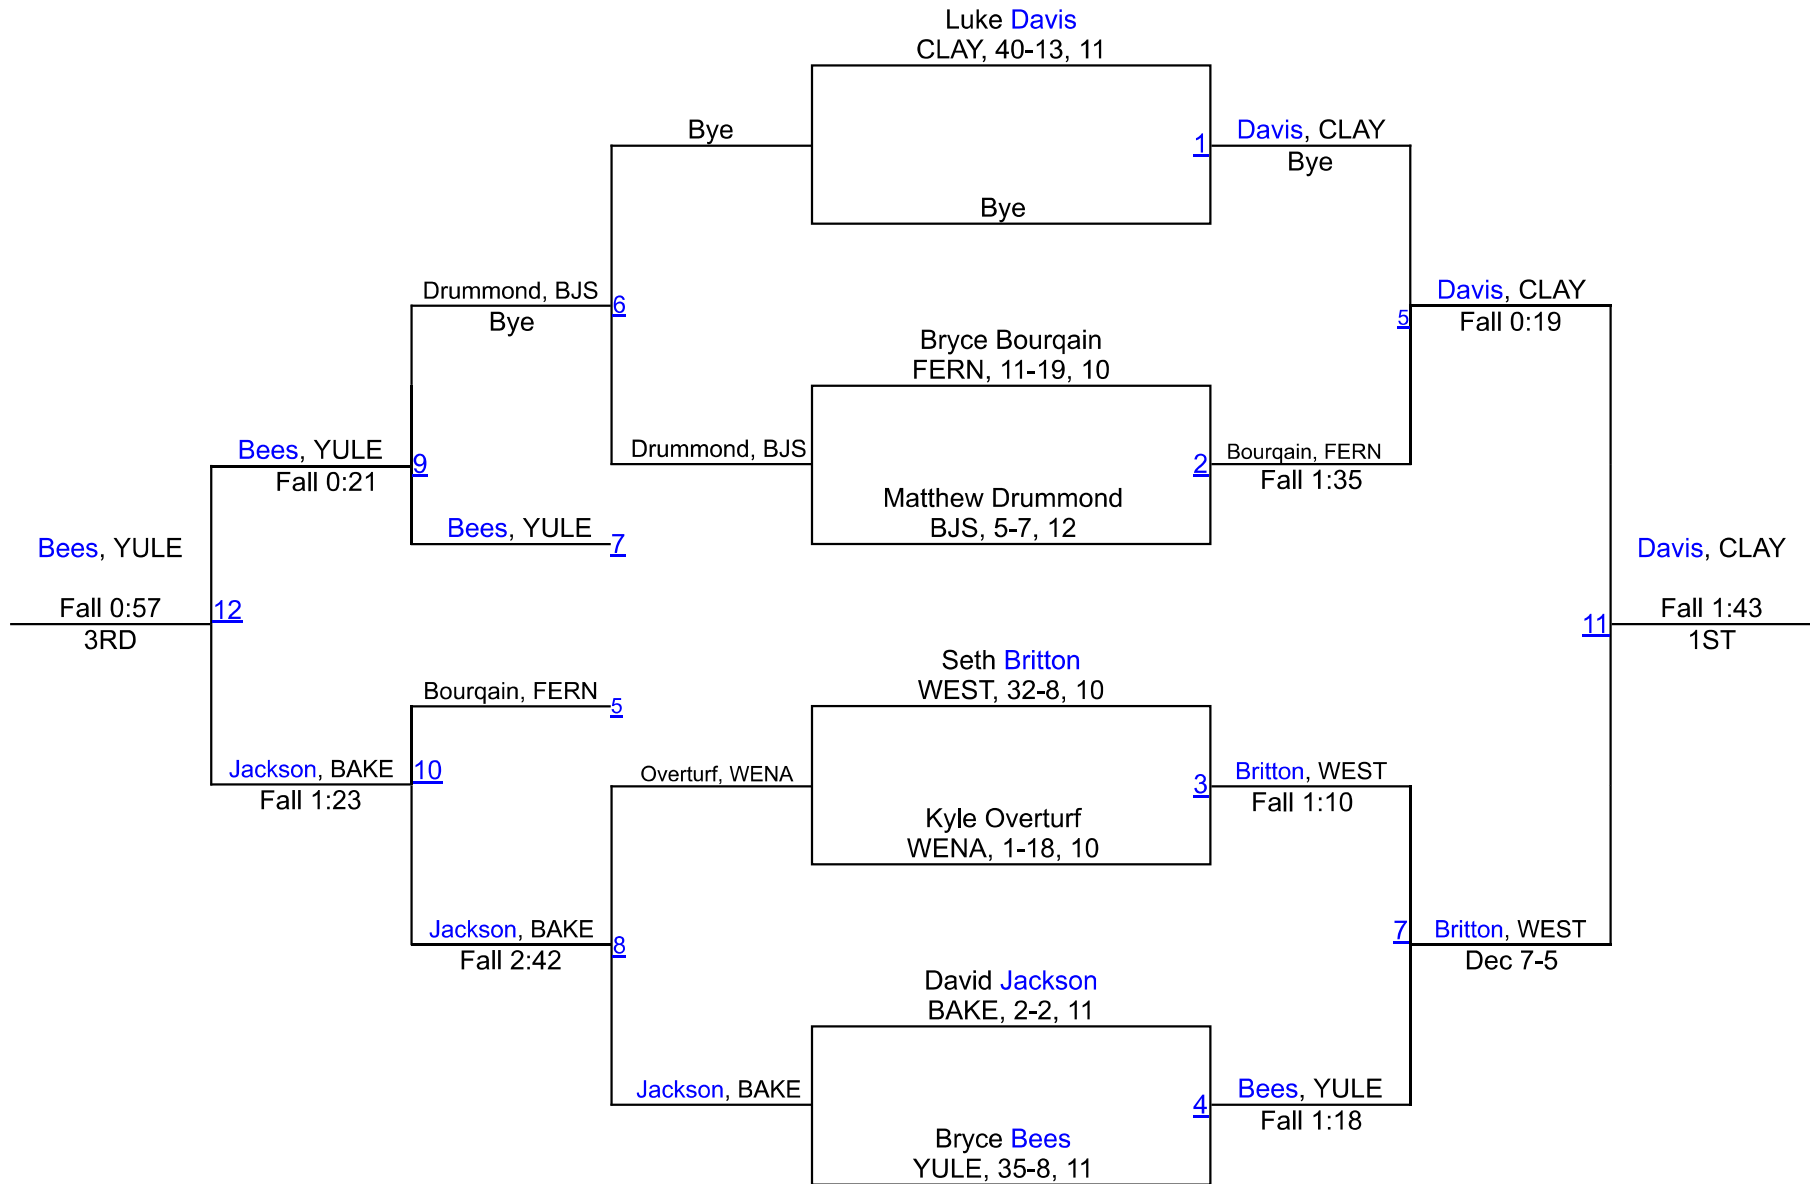 Luke Davis
CLAY, 40-13, 11
Bye
1
Davis, CLAY
Bye
Bye
Drummond, BJS
Bye
6
Davis, CLAY
Fall 0:19
5
Bryce Bourqain
FERN, 11-19, 10
Bees, YULE
Fall 0:21
9
Drummond, BJS
2
Bourqain, FERN
Fall 1:35
Matthew Drummond
BJS, 5-7, 12
Bees, YULE
7
Bees, YULE
Fall 0:57
3RD
12
Davis, CLAY
Fall 1:43
1ST
11
Seth Britton
WEST, 32-8, 10
Bourqain, FERN
5
Jackson, BAKE
Fall 1:23
10
Overturf, WENA
3
Britton, WEST
Fall 1:10
Kyle Overturf
WENA, 1-18, 10
Jackson, BAKE
Fall 2:42
8
7
Britton, WEST
Dec 7-5
David Jackson
BAKE, 2-2, 11
Jackson, BAKE
4
Bees, YULE
Fall 1:18
Bryce Bees
YULE, 35-8, 11